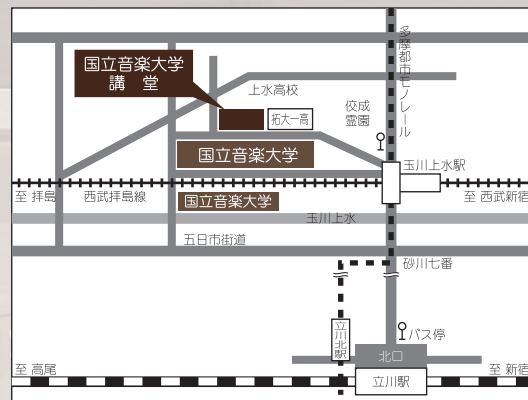 国立音楽大学
講　堂
上水高校
拓大一高
佼成
霊園
多摩都市モノレール
国立音楽大学
玉川上水駅
至 拝島
西武拝島線
国立音楽大学
至 西武新宿
玉川上水
五日市街道
砂川七番
立川北駅
バス停
北口
至 高尾
立川駅
至 新宿